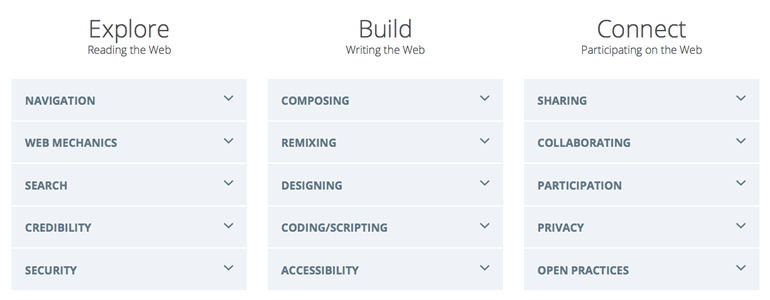 Explore
Reading the Web
NAVIGATION
WEB MECHANICS
SEARCH
CREDIBILITY
SECURITY
Build
Writing the Web
COMPOSING
REMIXING
DESIGNING
CODING/SCRIPTING
ACCESSIBILITY
Connect
Participating on the Web
SHARING
COLLABORATING
PARTICIPATION
PRIVACY
OPEN PRACTICES